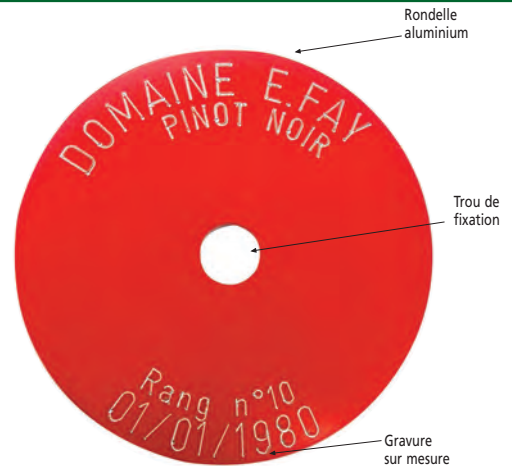 Rondelle
aluminium
DOMAINE E.FAY
PINOT NOIR
Trou de
fixation
Rang n°10
01/01/1980
Gravure
sur mesure